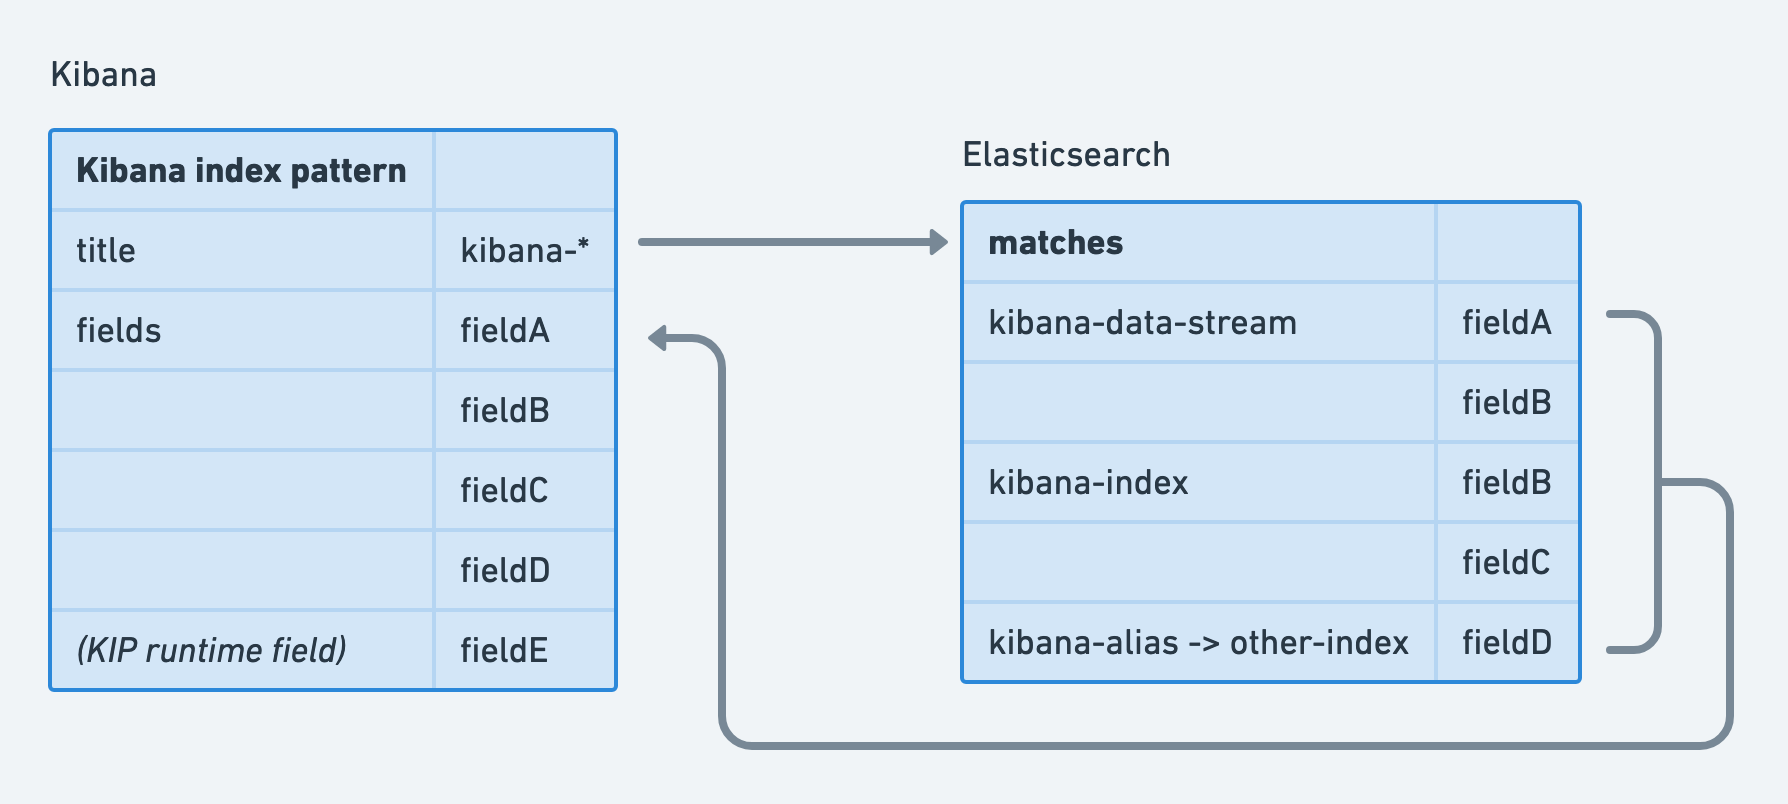 Kibana
Kibana index pattern
title kibana-*
fields fieldA
fieldB
fieldC
fieldD
(KIP runtime field) fieldE
Elasticsearch
matches
kibana-data-stream fieldA
fieldB
kibana-index fieldB
fieldC
kibana-alias -> other-index fieldD